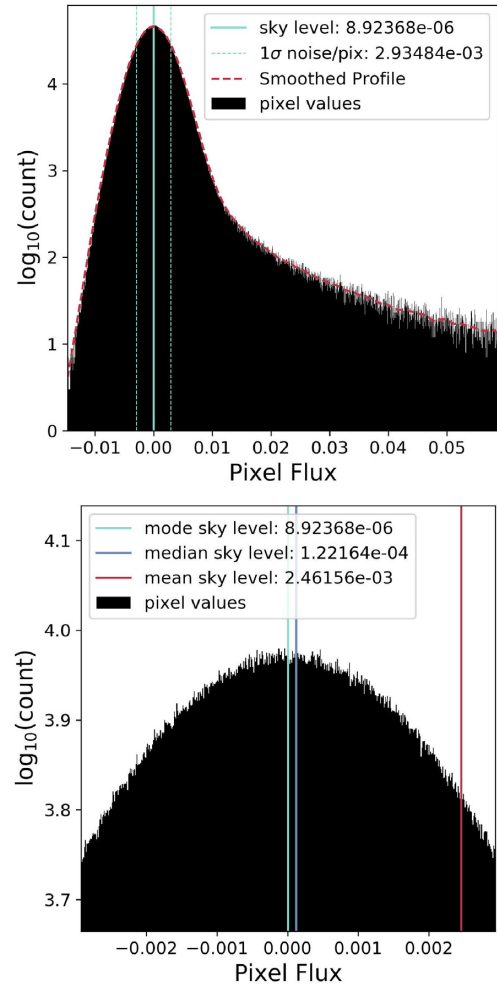 sky level: 8.92368e-06
1σ noise/pix: 2.93484e-03
Smoothed Profile
pixel values
log₁₀(count)
4
3
2
1
0
−0.01 0.00 0.01 0.02 0.03 0.04 0.05
Pixel Flux
mode sky level: 8.92368e-06
median sky level: 1.22164e-04
mean sky level: 2.46156e-03
pixel values
log₁₀(count)
4.1
4.0
3.9
3.8
3.7
−0.002 −0.001 0.000 0.001 0.002
Pixel Flux